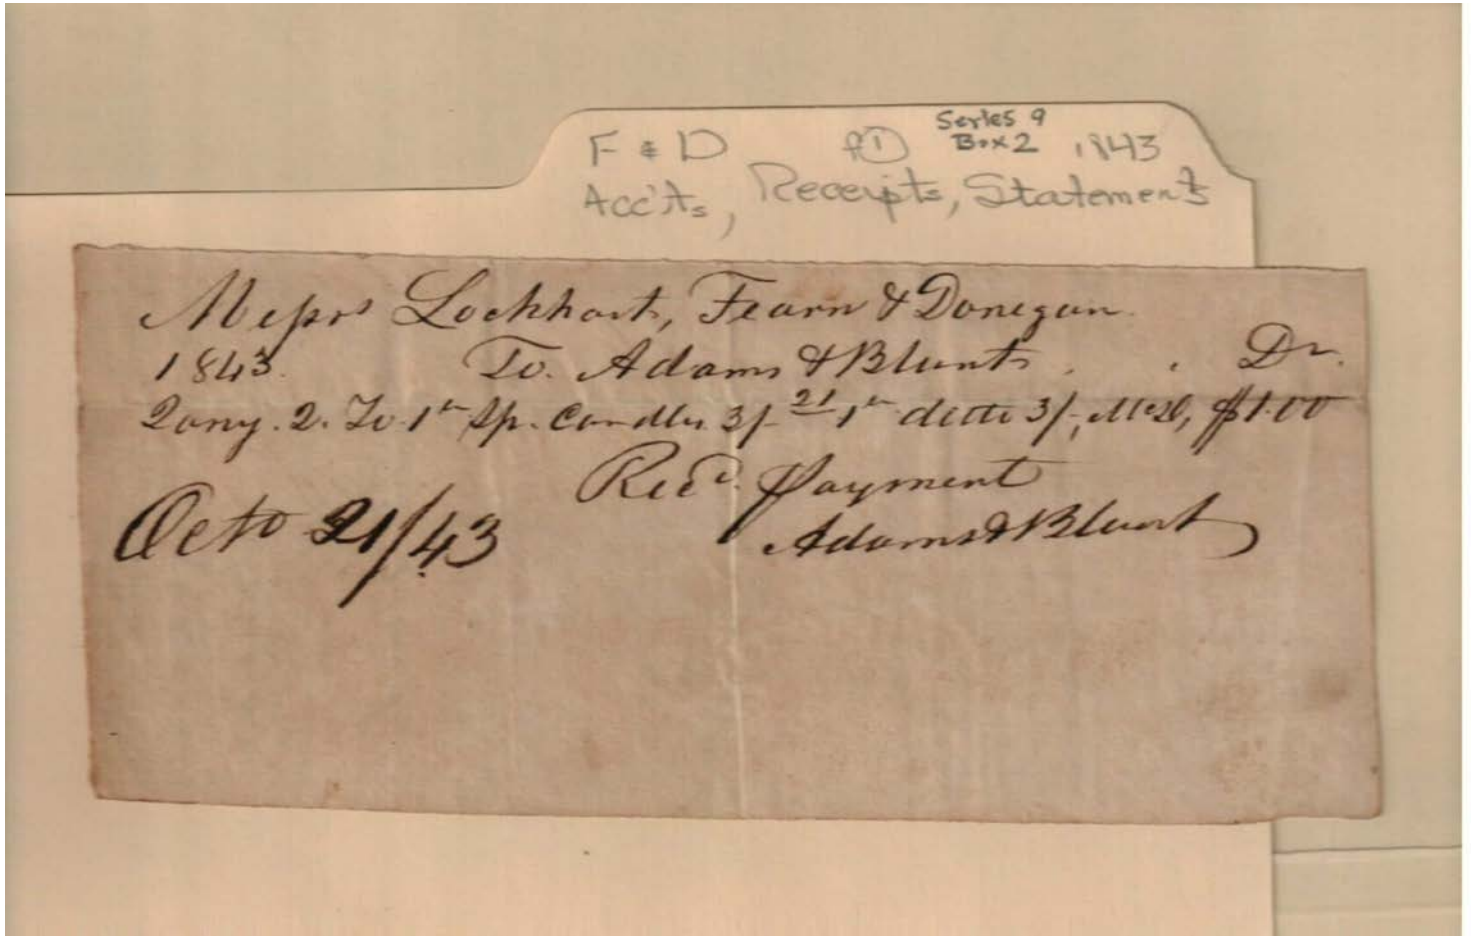 F & D f① Series 9 Box 2 1843
Acc'ts, Receipts, Statements
Messrs Lockhart, Fearn & Donegan.
1843. To. Adams & Blunt . . Dr.
Jany. 2. To 1 lb Sp. Candles 3/- 21 1 lb ditto 3/-, $1.00
Recd. Payment
Octo 21/43 Adams & Blunt